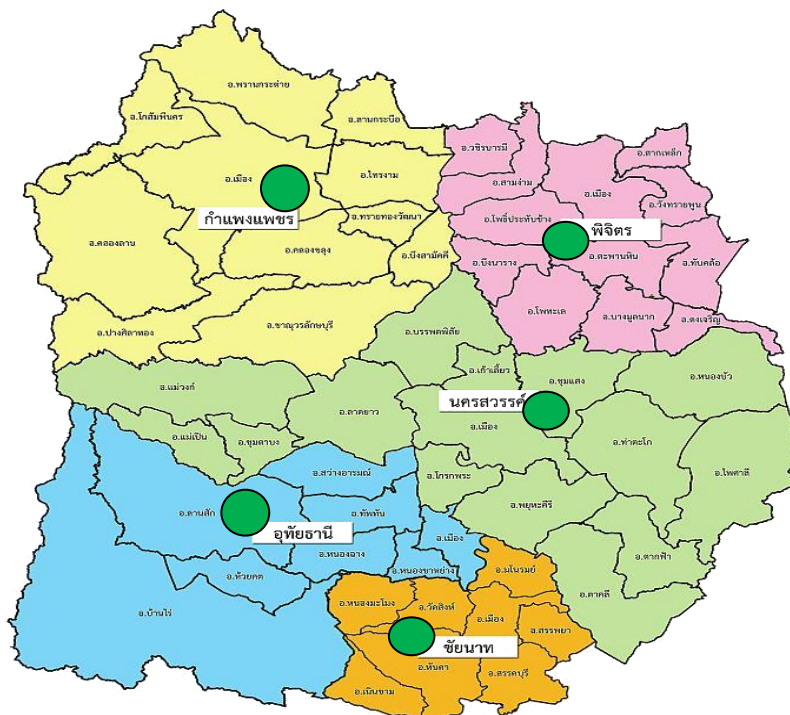 อ.พรานกระต่าย
อ.โกสัมพีนคร
อ.ลานกระบือ
อ.เมือง
อ.ไทรงาม
กำแพงแพชร
อ.ทรายทองวัฒนา
อ.คลองลาน
อ.คลองขลุง
อ.บึงสามัคคี
อ.ปางศิลาทอง
อ.ขาณุวรลักษบุรี
อ.วชิรบารมี
อ.สากเหล็ก
อ.สามง่าม
อ.เมือง
อ.วังทรายพูน
อ.โพธิ์ประทับช้าง
พิจิตร
อ.บึงนาราง
อ.ตะพานหิน
อ.ทับคล้อ
อ.โพทะเล
อ.บางมูลนาก
อ.ดงเจริญ
อ.บรรพตพิสัย
อ.เก้าเลี้ยว
อ.ชุมแสง
อ.หนองบัว
อ.แม่วงก์
อ.ลาดยาว
นครสวรรค์
อ.เมือง
อ.ท่าตะโก
อ.แม่เปิน
อ.ชุมตาบง
อ.โกรกพระ
อ.ไพศาลี
อ.พยุหะคีรี
อ.ตากฟ้า
อ.ตาคลี
อ.สว่างอารมณ์
อ.ลานสัก
อ.ทัพทัน
อุทัยธานี
อ.เมือง
อ.หนองฉาง
อ.หนองขาหย่าง
อ.ห้วยคต
อ.บ้านไร่
อ.มโนรมย์
อ.หนองมะโมง
อ.วัดสิงห์
อ.เมือง
อ.สรรพยา
ชัยนาท
อ.หันคา
อ.สรรคบุรี
อ.เนินขาม